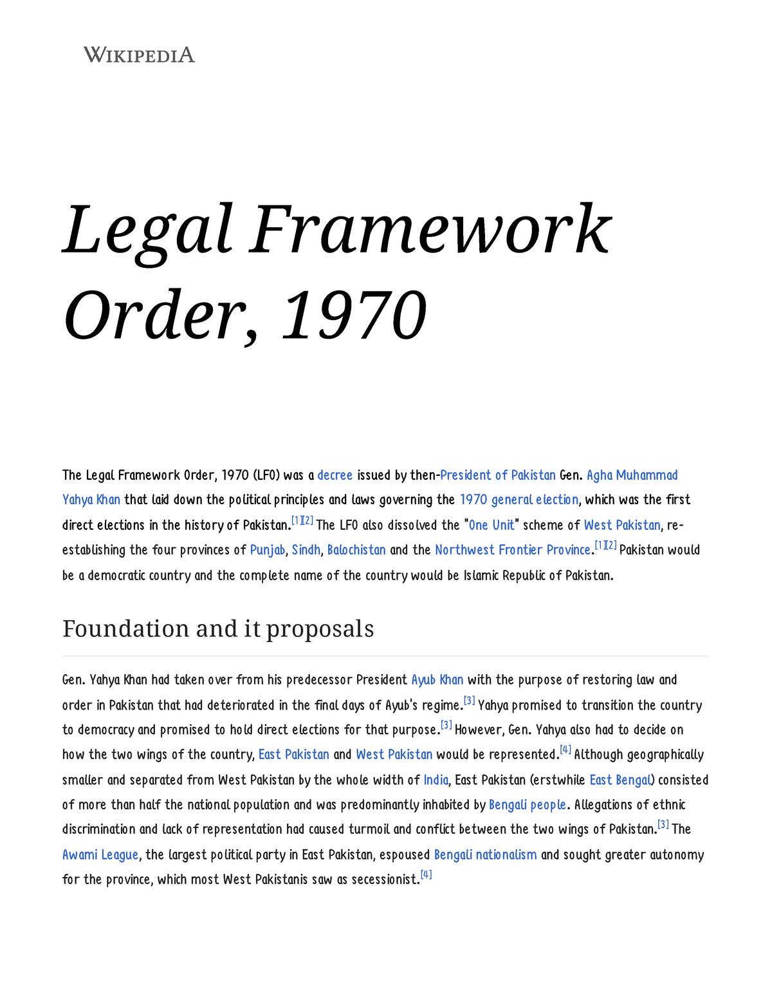 WIKIPEDIA
Legal Framework
Order, 1970
The Legal Framework Order, 1970 (LFO) was a decree issued by then-President of Pakistan Gen. Agha Muhammad
Yahya Khan that laid down the political principles and laws governing the 1970 general election, which was the first
direct elections in the history of Pakistan.[1][2] The LFO also dissolved the "One Unit" scheme of West Pakistan, re-
establishing the four provinces of Punjab, Sindh, Balochistan and the Northwest Frontier Province.[1][2] Pakistan would
be a democratic country and the complete name of the country would be Islamic Republic of Pakistan.
Foundation and it proposals
Gen. Yahya Khan had taken over from his predecessor President Ayub Khan with the purpose of restoring law and
order in Pakistan that had deteriorated in the final days of Ayub's regime.[3] Yahya promised to transition the country
to democracy and promised to hold direct elections for that purpose.[3] However, Gen. Yahya also had to decide on
how the two wings of the country, East Pakistan and West Pakistan would be represented.[4] Although geographically
smaller and separated from West Pakistan by the whole width of India, East Pakistan (erstwhile East Bengal) consisted
of more than half the national population and was predominantly inhabited by Bengali people. Allegations of ethnic
discrimination and lack of representation had caused turmoil and conflict between the two wings of Pakistan.[3] The
Awami League, the largest political party in East Pakistan, espoused Bengali nationalism and sought greater autonomy
for the province, which most West Pakistanis saw as secessionist.[4]